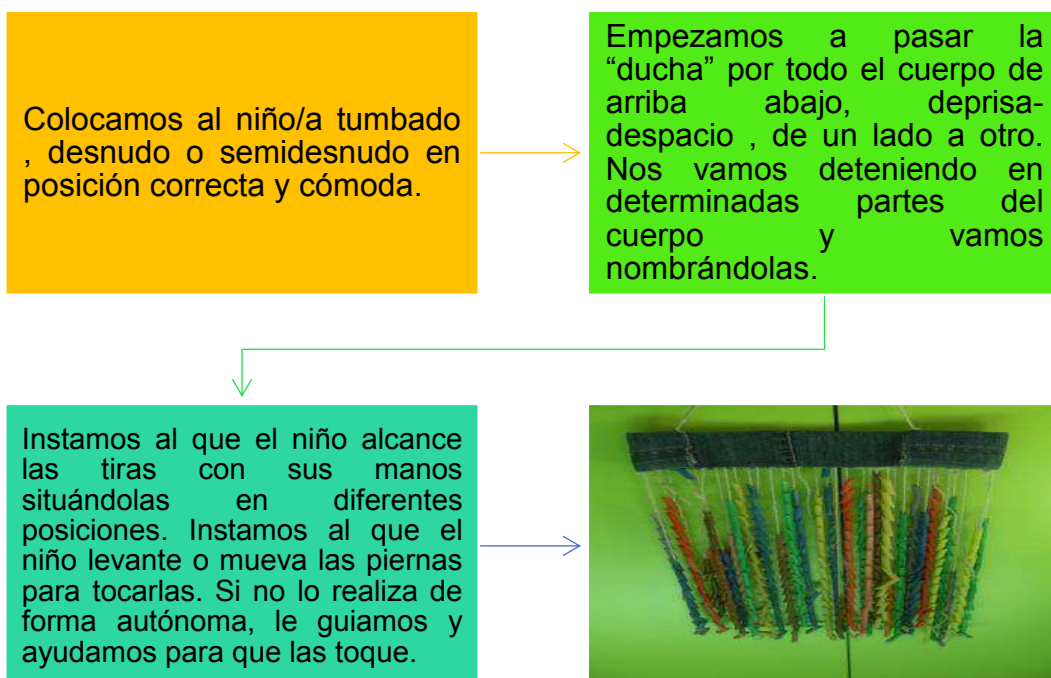 Colocamos al niño/a tumbado
, desnudo o semidesnudo en
posición correcta y cómoda.
Empezamos a pasar la
“ducha” por todo el cuerpo de
arriba abajo, deprisa-
despacio , de un lado a otro.
Nos vamos deteniendo en
determinadas partes del
cuerpo y vamos
nombrándolas.
Instamos al que el niño alcance
las tiras con sus manos
situándolas en diferentes
posiciones. Instamos al que el
niño levante o mueva las piernas
para tocarlas. Si no lo realiza de
forma autónoma, le guiamos y
ayudamos para que las toque.